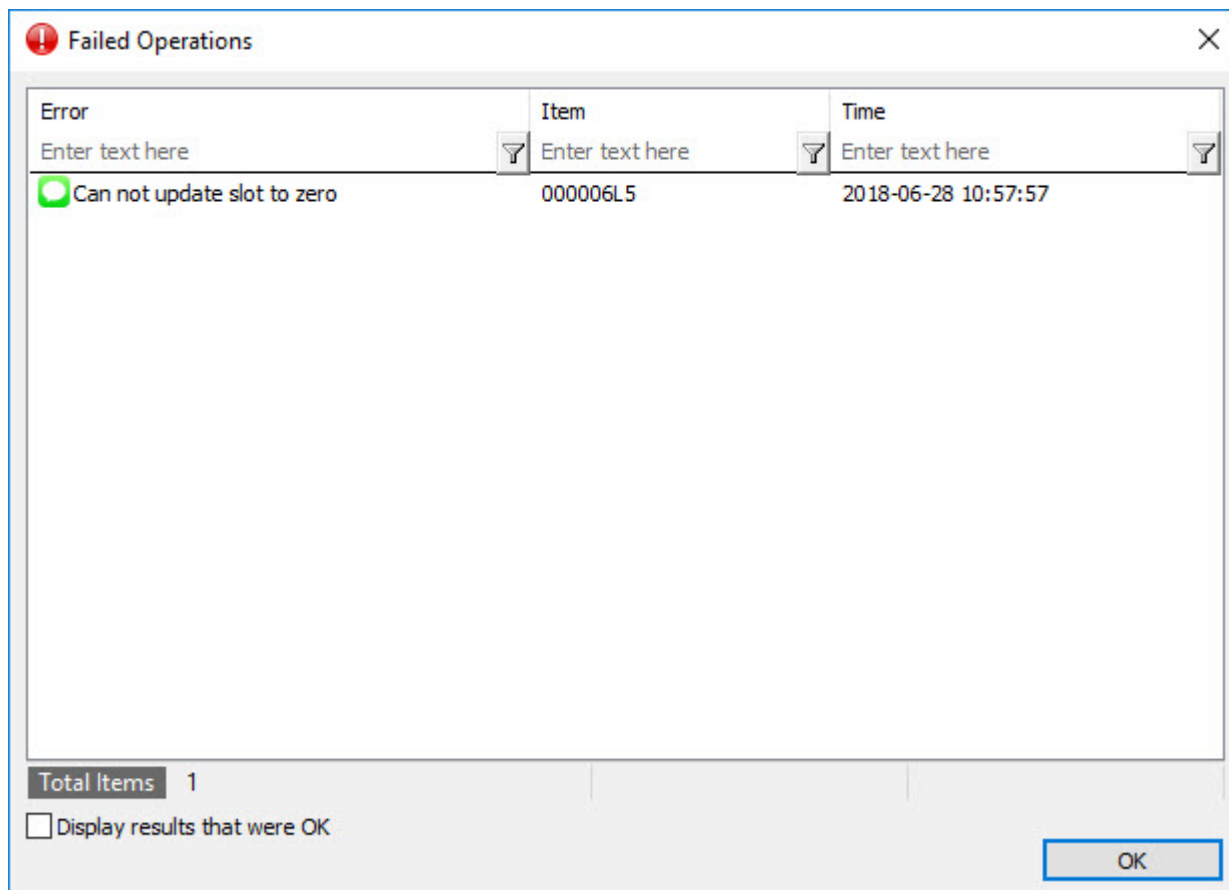 Failed Operations
Error Item Time
Enter text here Enter text here Enter text here
Can not update slot to zero 000006L5 2018-06-28 10:57:57
Total Items 1
Display results that were OK
OK